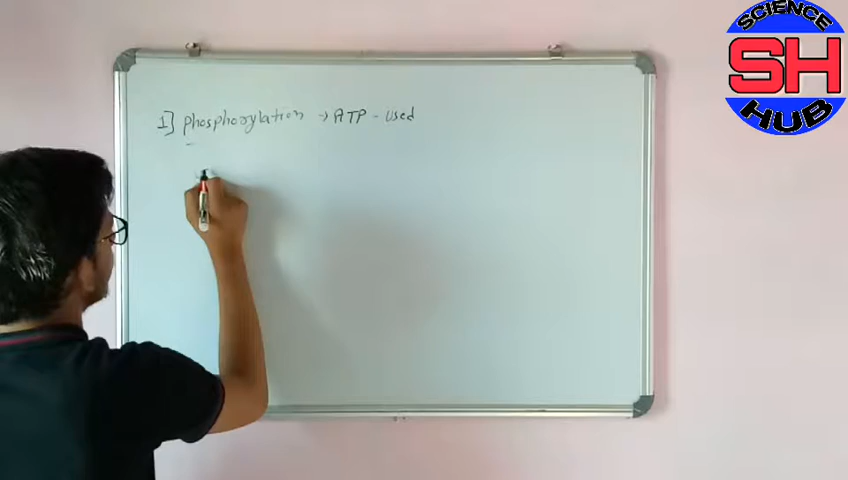 1] phosphorylation → ATP - used
SCIENCE
SH
HUB